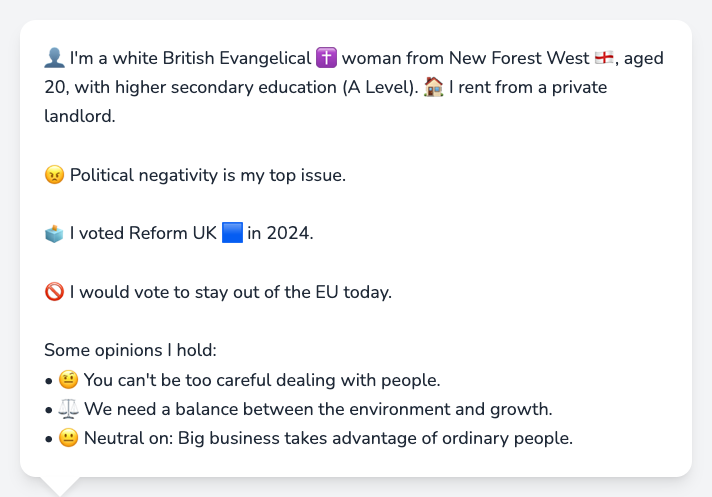 👤 I'm a white British Evangelical ✝️ woman from New Forest West 🏴󠁧󠁢󠁥󠁮󠁧󠁿, aged
20, with higher secondary education (A Level). 🏠 I rent from a private
landlord.
😠 Political negativity is my top issue.
🗳️ I voted Reform UK 🟦 in 2024.
🚫 I would vote to stay out of the EU today.
Some opinions I hold:
• 🤨 You can't be too careful dealing with people.
• ⚖️ We need a balance between the environment and growth.
• 😐 Neutral on: Big business takes advantage of ordinary people.